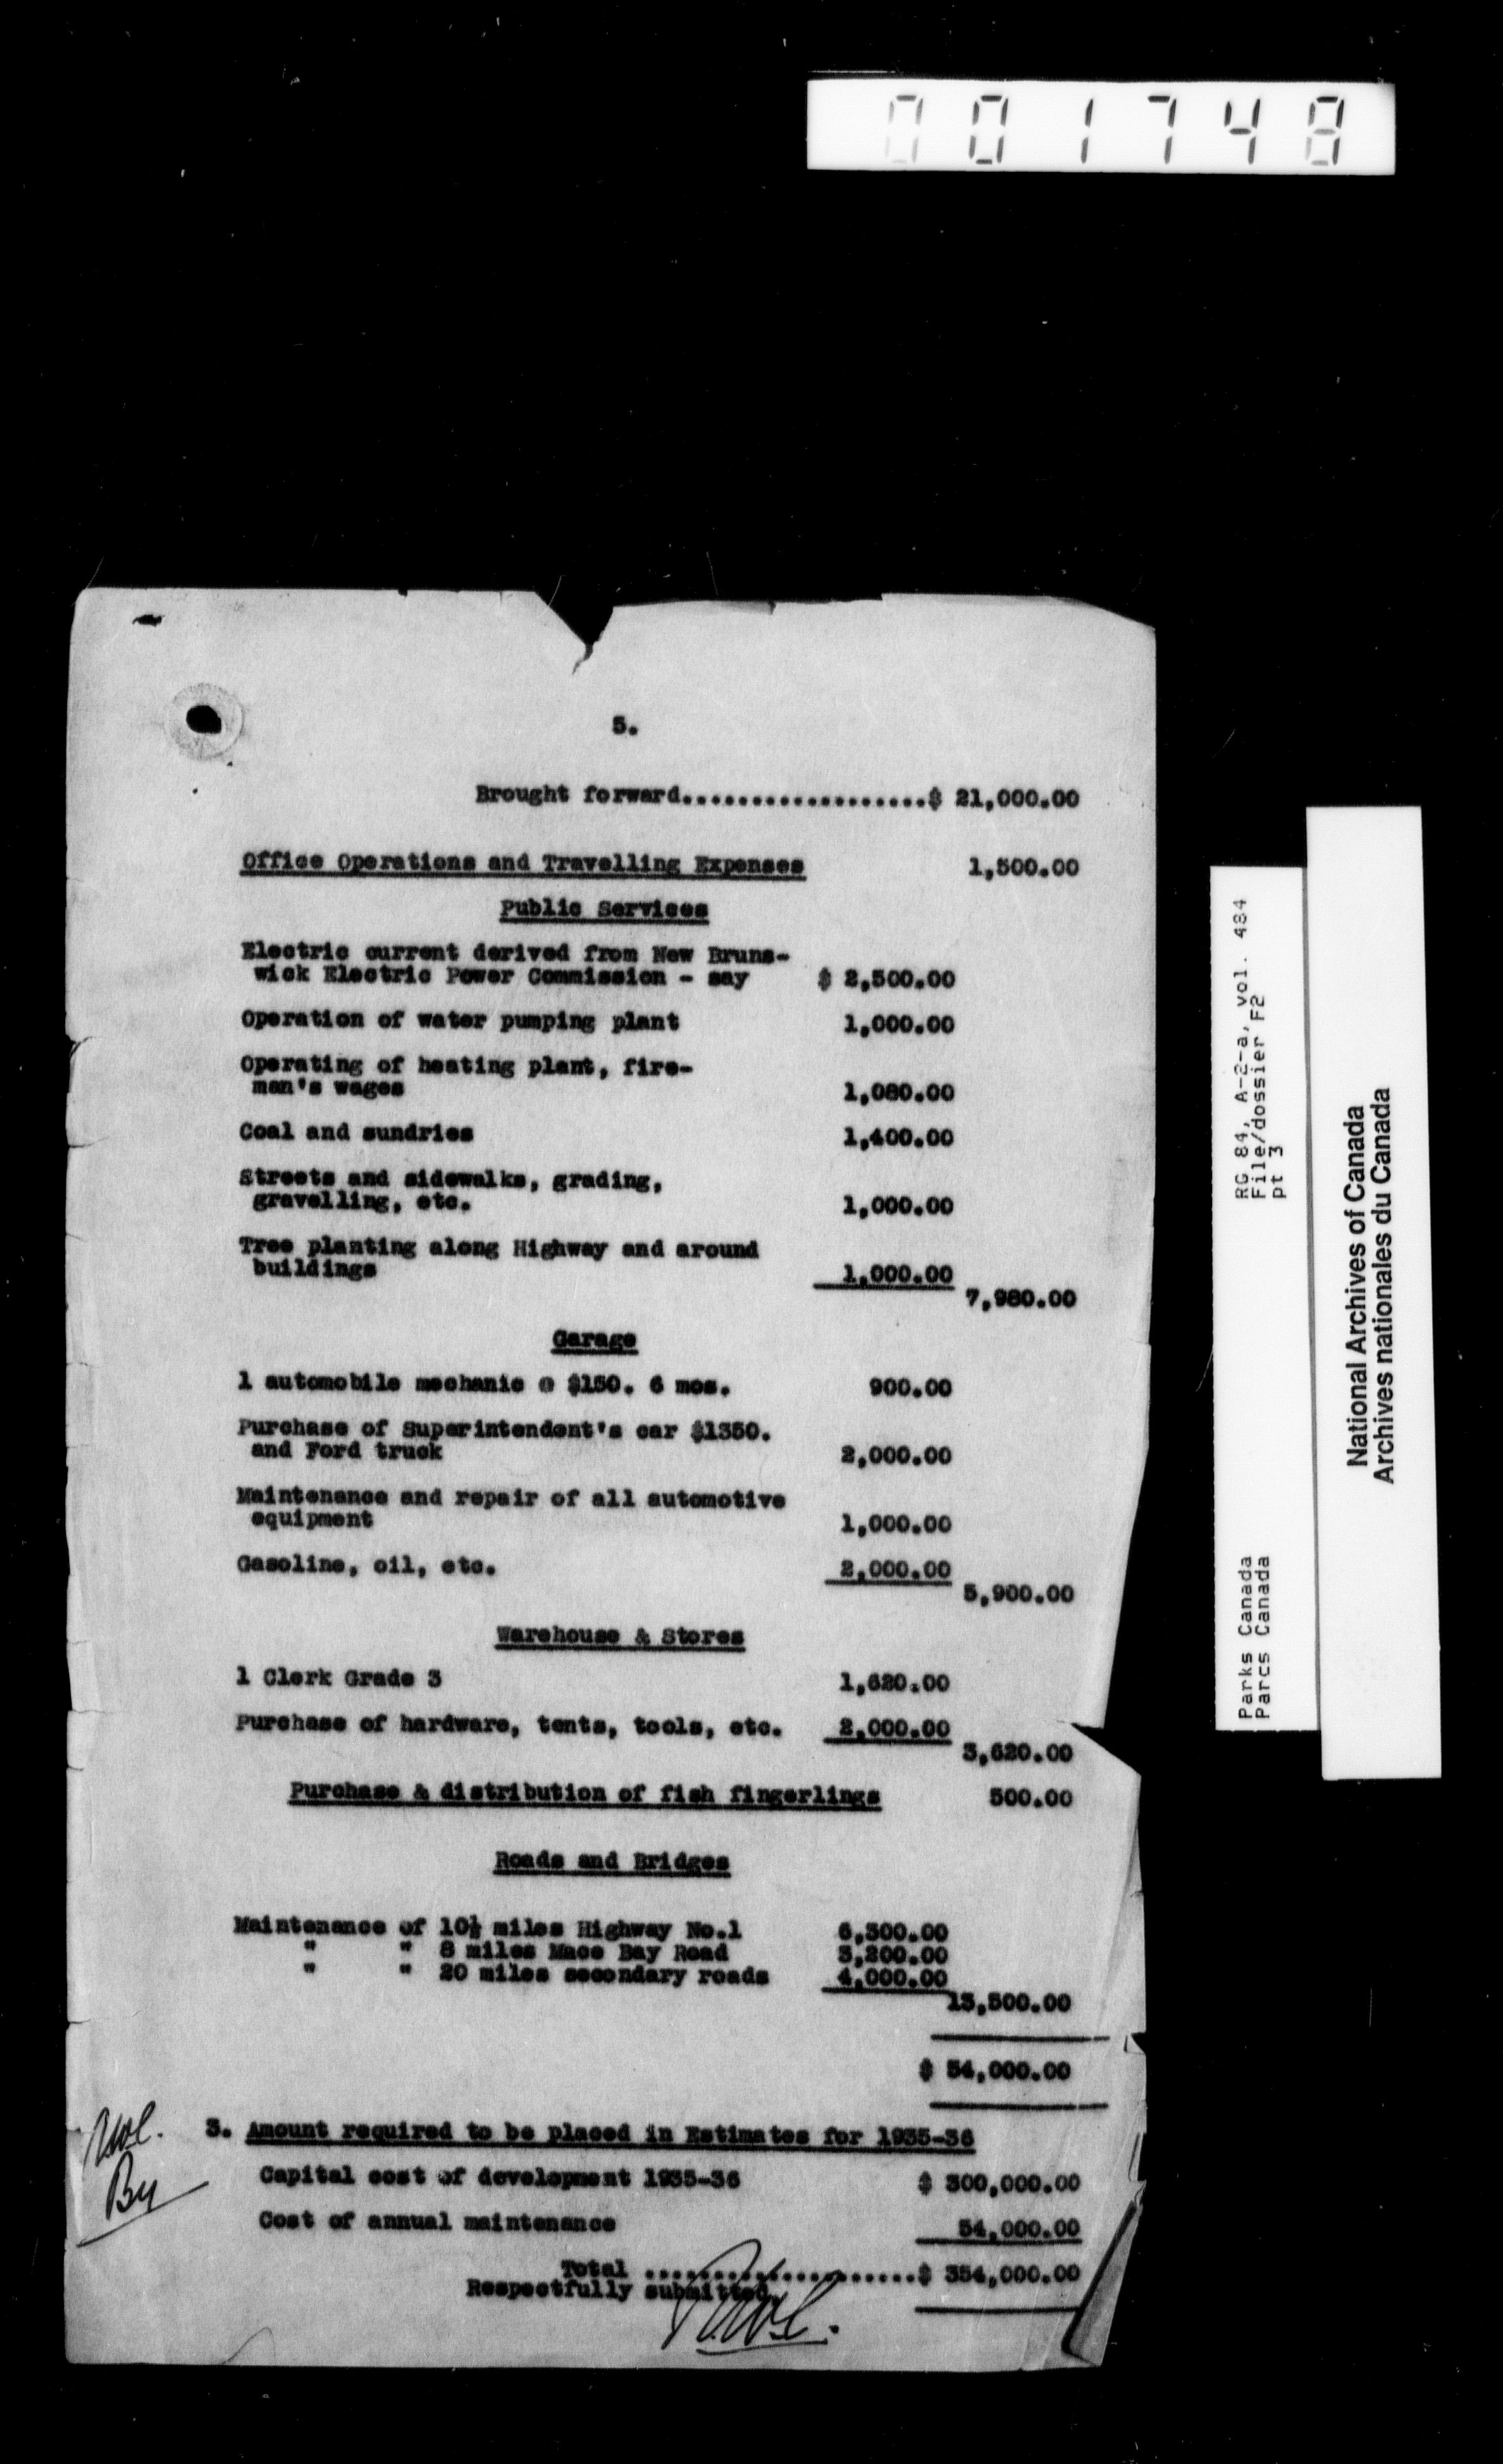 001748
5.
Brought forward...................$ 21,000.00
Office Operations and Travelling Expenses 1,500.00
Public Services
Electric current derived from New Bruns-
wick Electric Power Commission - say $ 2,500.00
Operation of water pumping plant 1,000.00
Operating of heating plant, fire-
man's wages 1,080.00
Coal and sundries 1,400.00
Streets and sidewalks, grading,
gravelling, etc. 1,000.00
Tree planting along Highway and around
buildings 1,000.00
7,980.00
Garage
1 automobile mechanic @ $150. 6 mos. 900.00
Purchase of Superintendent's car $1350.
and Ford truck 2,000.00
Maintenance and repair of all automotive
equipment 1,000.00
Gasoline, oil, etc. 2,000.00
5,900.00
Warehouse & Stores
1 Clerk Grade 3 1,620.00
Purchase of hardware, tents, tools, etc. 2,000.00
3,620.00
Purchase & distribution of fish fingerlings 500.00
Roads and Bridges
Maintenance of 10½ miles Highway No.1 6,300.00
" " 8 miles Mace Bay Road 3,200.00
" " 20 miles secondary roads 4,000.00
13,500.00
$ 54,000.00
3. Amount required to be placed in Estimates for 1935-36
Capital cost of development 1935-36 $ 300,000.00
Cost of annual maintenance 54,000.00
Total ...................$ 354,000.00
Respectfully submitted,
By
RG 84, A-2-a, vol. 484
File/dossier F2
pt 3
Parks Canada
Parcs Canada
National Archives of Canada
Archives nationales du Canada